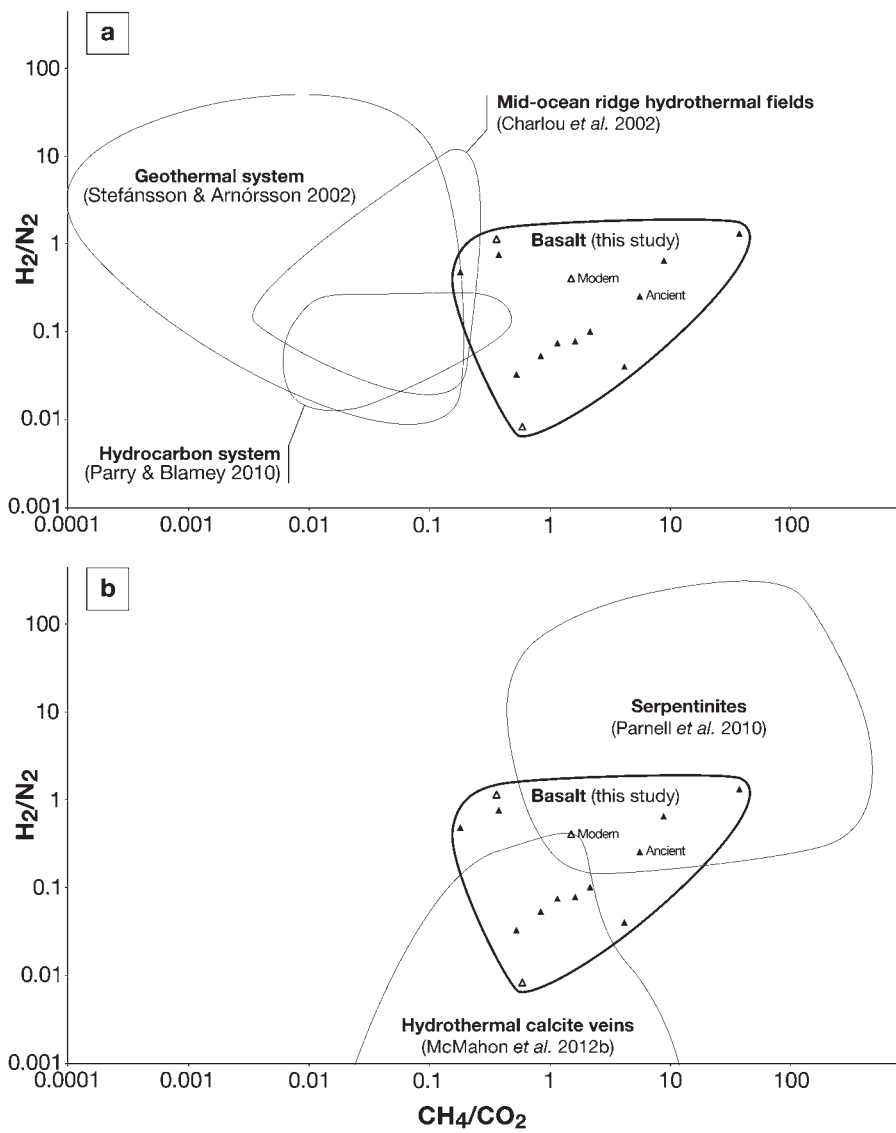 a
100
10
1
0.1
0.01
0.001
H2/N2
Geothermal system
(Stefánsson & Arnórsson 2002)
Mid-ocean ridge hydrothermal fields
(Charlou et al. 2002)
Basalt (this study)
Modern
Ancient
Hydrocarbon system
(Parry & Blamey 2010)
0.0001 0.01 0.1 1 10 100
b
100
10
1
0.1
0.01
0.001
H2/N2
Serpentinites
(Parnell et al. 2010)
Basalt (this study)
Modern
Ancient
Hydrothermal calcite veins
(McMahon et al. 2012b)
0.0001 0.01 0.1 1 10 100
CH4/CO2